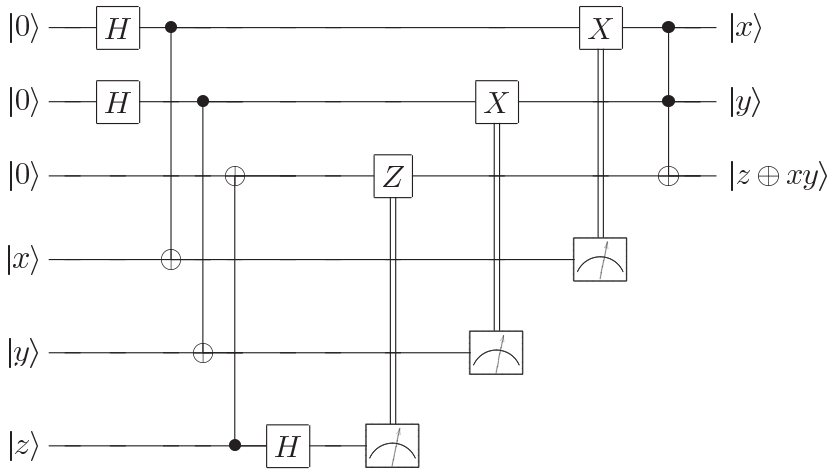 |0⟩ H X |x⟩
|0⟩ H X |y⟩
|0⟩ Z |z ⊕ xy⟩
|x⟩
|y⟩
|z⟩ H